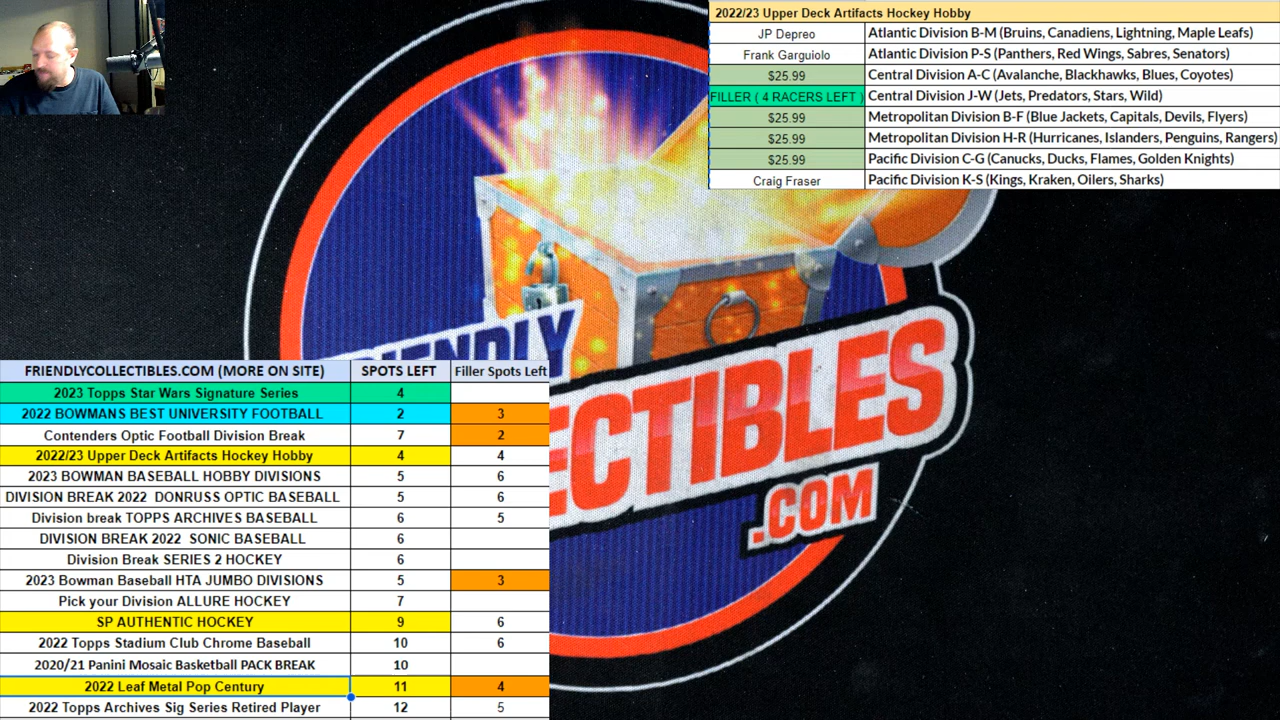 2022/23 Upper Deck Artifacts Hockey Hobby
JP Depreo Atlantic Division B-M (Bruins, Canadiens, Lightning, Maple Leafs)
Frank Garguiolo Atlantic Division P-S (Panthers, Red Wings, Sabres, Senators)
$25.99 Central Division A-C (Avalanche, Blackhawks, Blues, Coyotes)
FILLER ( 4 RACERS LEFT ) Central Division J-W (Jets, Predators, Stars, Wild)
$25.99 Metropolitan Division B-F (Blue Jackets, Capitals, Devils, Flyers)
$25.99 Metropolitan Division H-R (Hurricanes, Islanders, Penguins, Rangers)
$25.99 Pacific Division C-G (Canucks, Ducks, Flames, Golden Knights)
Craig Fraser Pacific Division K-S (Kings, Kraken, Oilers, Sharks)
FRIENDLY
ECTIBLES
.COM
FRIENDLYCOLLECTIBLES.COM (MORE ON SITE) SPOTS LEFT Filler Spots Left
2023 Topps Star Wars Signature Series 4
2022 BOWMANS BEST UNIVERSITY FOOTBALL 2 3
Contenders Optic Football Division Break 7 2
2022/23 Upper Deck Artifacts Hockey Hobby 4 4
2023 BOWMAN BASEBALL HOBBY DIVISIONS 5 6
DIVISION BREAK 2022 DONRUSS OPTIC BASEBALL 5 6
Division break TOPPS ARCHIVES BASEBALL 6 5
DIVISION BREAK 2022 SONIC BASEBALL 6
Division Break SERIES 2 HOCKEY 6
2023 Bowman Baseball HTA JUMBO DIVISIONS 5 3
Pick your Division ALLURE HOCKEY 7
SP AUTHENTIC HOCKEY 9 6
2022 Topps Stadium Club Chrome Baseball 10 6
2020/21 Panini Mosaic Basketball PACK BREAK 10
2022 Leaf Metal Pop Century 11 4
2022 Topps Archives Sig Series Retired Player 12 5